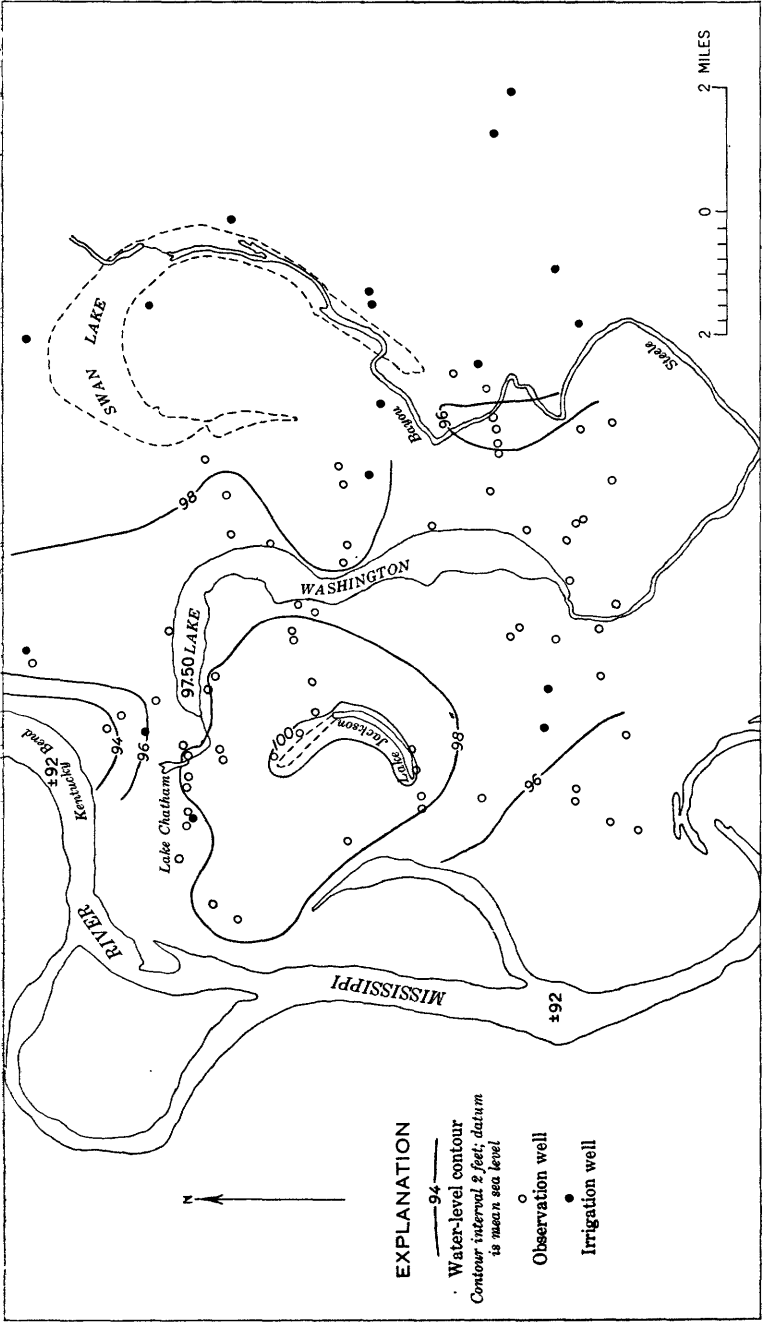 SWAN LAKE
98
Bayou
96
Steele
2 0 2 MILES
97.50 LAKE
WASHINGTON
94
96
Kentucky Bend
±92
Lake Chatham
100
Lake Jackson
98
96
RIVER
MISSISSIPPI
±92
N
EXPLANATION
94
Water-level contour
Contour interval 2 feet; datum
is mean sea level
Observation well
Irrigation well